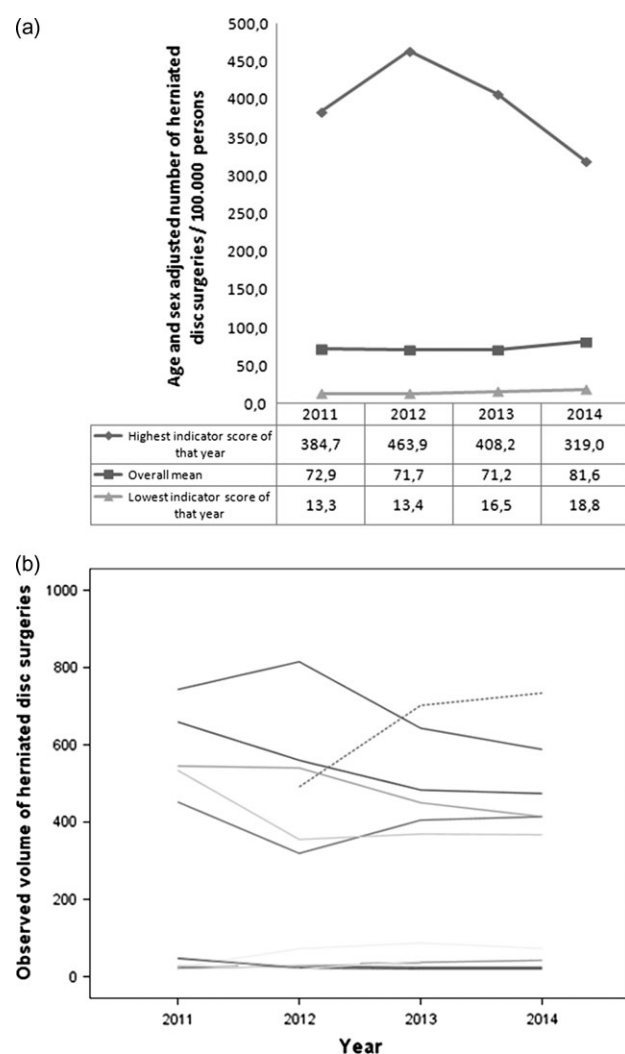 (a)
Age and sex adjusted number of herniated
disc surgeries/ 100.000 persons
500,0
450,0
400,0
350,0
300,0
250,0
200,0
150,0
100,0
50,0
0,0
2011 2012 2013 2014
Highest indicator score of
that year
384,7 463,9 408,2 319,0
Overall mean 72,9 71,7 71,2 81,6
Lowest indicator score of
that year
13,3 13,4 16,5 18,8
(b)
Observed volume of herniated disc surgeries
1000
800
600
400
200
0
2011 2012 2013 2014
Year